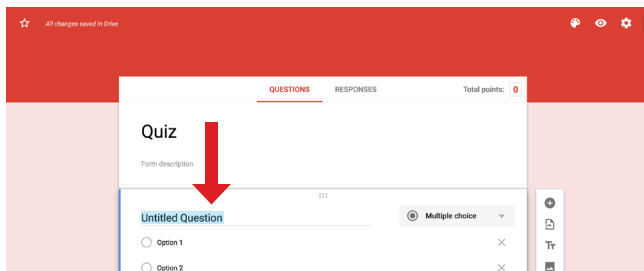 All changes saved in Drive
QUESTIONS RESPONSES Total points: 0
Quiz
Form description
Untitled Question
Multiple choice
Option 1
Option 2
Tт